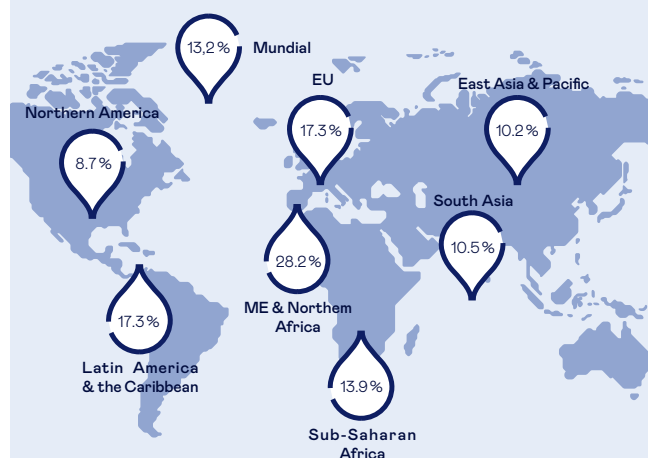 13,2 %
Mundial
EU
17.3 %
East Asia & Pacific
10.2 %
Northern America
8.7 %
South Asia
10.5 %
28.2 %
ME & Northem
Africa
17.3 %
Latin America
& the Caribbean
13.9 %
Sub-Saharan
Africa